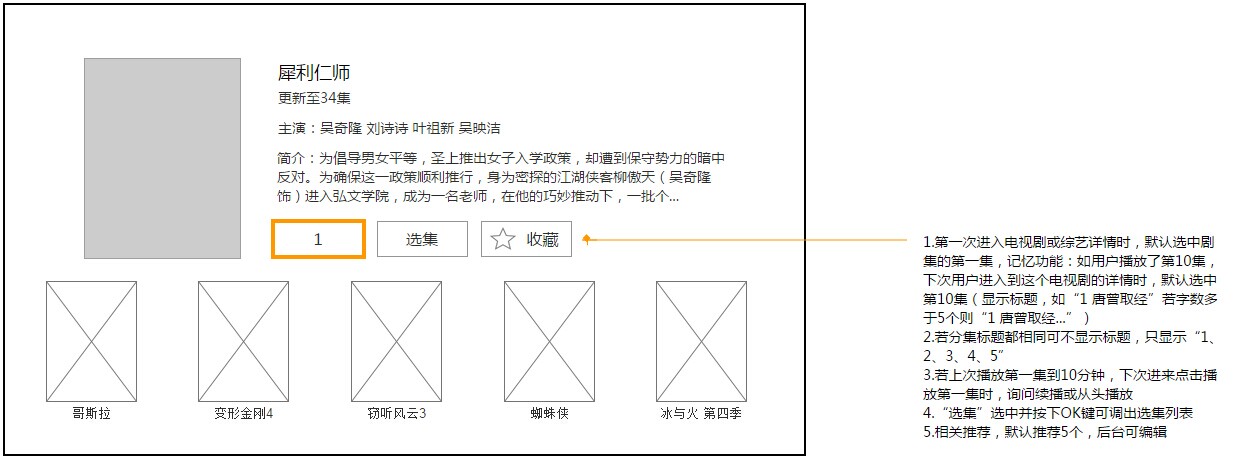 犀利仁师
更新至34集
主演：吴奇隆 刘诗诗 叶祖新 吴映洁
简介：为倡导男女平等，圣上推出女子入学政策，却遭到保守势力的暗中
反对。为确保这一政策顺利推行，身为密探的江湖侠客柳傲天（吴奇隆
饰）进入弘文学院，成为一名老师，在他的巧妙推动下，一批个...
1
选集
收藏
哥斯拉
变形金刚4
窃听风云3
蜘蛛侠
冰与火 第四季
1.第一次进入电视剧或综艺详情时，默认选中剧
集的第一集，记忆功能：如用户播放了第10集，
下次用户进入到这个电视剧的详情时，默认选中
第10集（显示标题，如“1 唐曾取经”若字数多
于5个则“1 唐曾取经...” ）
2.若分集标题都相同可不显示标题，只显示“1、
2、3、4、5”
3.若上次播放第一集到10分钟，下次进来点击播
放第一集时，询问续播或从头播放
4.“选集”选中并按下OK键可调出选集列表
5.相关推荐，默认推荐5个，后台可编辑